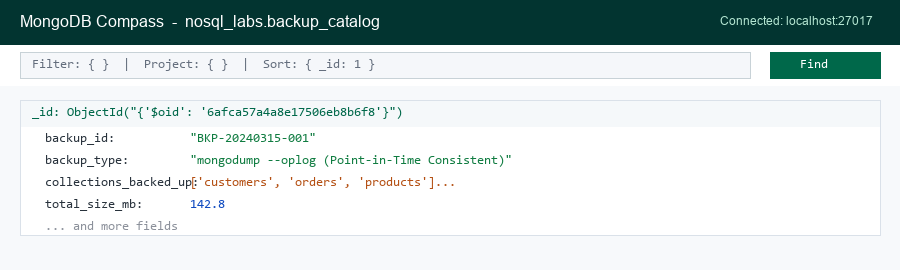 MongoDB Compass - nosql_labs.backup_catalog
Connected: localhost:27017
Filter: { } | Project: { } | Sort: { _id: 1 }
Find
_id: ObjectId("{'$oid': '6afca57a4a8e17506eb8b6f8'}")
backup_id: "BKP-20240315-001"
backup_type: "mongodump --oplog (Point-in-Time Consistent)"
collections_backed_up: ['customers', 'orders', 'products']...
total_size_mb: 142.8
... and more fields